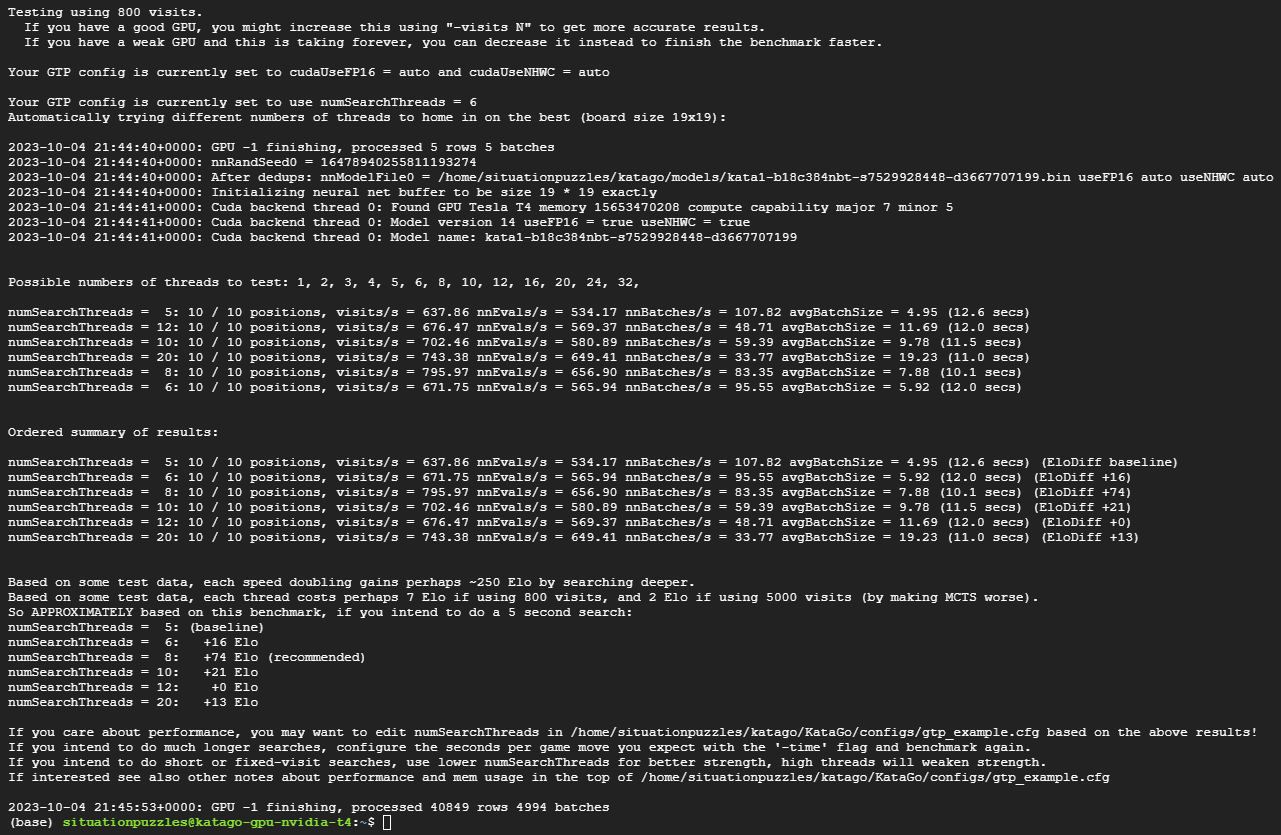 Testing using 800 visits.
  If you have a good GPU, you might increase this using "-visits N" to get more accurate results.
  If you have a weak GPU and this is taking forever, you can decrease it instead to finish the benchmark faster.

Your GTP config is currently set to cudaUseFP16 = auto and cudaUseNHWC = auto

Your GTP config is currently set to use numSearchThreads = 6
Automatically trying different numbers of threads to home in on the best (board size 19x19):

2023-10-04 21:44:40+0000: GPU -1 finishing, processed 5 rows 5 batches
2023-10-04 21:44:40+0000: nnRandSeed0 = 16478940255811193274
2023-10-04 21:44:40+0000: After dedups: nnModelFile0 = /home/situationpuzzles/katago/models/kata1-b18c384nbt-s7529928448-d3667707199.bin useFP16 auto useNHWC auto
2023-10-04 21:44:40+0000: Initializing neural net buffer to be size 19 * 19 exactly
2023-10-04 21:44:41+0000: Cuda backend thread 0: Found GPU Tesla T4 memory 15653470208 compute capability major 7 minor 5
2023-10-04 21:44:41+0000: Cuda backend thread 0: Model version 14 useFP16 = true useNHWC = true
2023-10-04 21:44:41+0000: Cuda backend thread 0: Model name: kata1-b18c384nbt-s7529928448-d3667707199

Possible numbers of threads to test: 1, 2, 3, 4, 5, 6, 8, 10, 12, 16, 20, 24, 32,

numSearchThreads =  5: 10 / 10 positions, visits/s = 637.86 nnEvals/s = 534.17 nnBatches/s = 107.82 avgBatchSize = 4.95 (12.6 secs)
numSearchThreads = 12: 10 / 10 positions, visits/s = 676.47 nnEvals/s = 569.37 nnBatches/s = 48.71 avgBatchSize = 11.69 (12.0 secs)
numSearchThreads = 10: 10 / 10 positions, visits/s = 702.46 nnEvals/s = 580.89 nnBatches/s = 59.39 avgBatchSize = 9.78 (11.5 secs)
numSearchThreads = 20: 10 / 10 positions, visits/s = 743.38 nnEvals/s = 649.41 nnBatches/s = 33.77 avgBatchSize = 19.23 (11.0 secs)
numSearchThreads =  8: 10 / 10 positions, visits/s = 795.97 nnEvals/s = 656.90 nnBatches/s = 83.35 avgBatchSize = 7.88 (10.1 secs)
numSearchThreads =  6: 10 / 10 positions, visits/s = 671.75 nnEvals/s = 565.94 nnBatches/s = 95.55 avgBatchSize = 5.92 (12.0 secs)

Ordered summary of results:

numSearchThreads =  5: 10 / 10 positions, visits/s = 637.86 nnEvals/s = 534.17 nnBatches/s = 107.82 avgBatchSize = 4.95 (12.6 secs) (EloDiff baseline)
numSearchThreads =  6: 10 / 10 positions, visits/s = 671.75 nnEvals/s = 565.94 nnBatches/s = 95.55 avgBatchSize = 5.92 (12.0 secs) (EloDiff +16)
numSearchThreads =  8: 10 / 10 positions, visits/s = 795.97 nnEvals/s = 656.90 nnBatches/s = 83.35 avgBatchSize = 7.88 (10.1 secs) (EloDiff +74)
numSearchThreads = 10: 10 / 10 positions, visits/s = 702.46 nnEvals/s = 580.89 nnBatches/s = 59.39 avgBatchSize = 9.78 (11.5 secs) (EloDiff +21)
numSearchThreads = 12: 10 / 10 positions, visits/s = 676.47 nnEvals/s = 569.37 nnBatches/s = 48.71 avgBatchSize = 11.69 (12.0 secs) (EloDiff +0)
numSearchThreads = 20: 10 / 10 positions, visits/s = 743.38 nnEvals/s = 649.41 nnBatches/s = 33.77 avgBatchSize = 19.23 (11.0 secs) (EloDiff +13)

Based on some test data, each speed doubling gains perhaps ~250 Elo by searching deeper.
Based on some test data, each thread costs perhaps 7 Elo if using 800 visits, and 2 Elo if using 5000 visits (by making MCTS worse).
So APPROXIMATELY based on this benchmark, if you intend to do a 5 second search:
numSearchThreads =  5: (baseline)
numSearchThreads =  6:   +16 Elo
numSearchThreads =  8:   +74 Elo (recommended)
numSearchThreads = 10:   +21 Elo
numSearchThreads = 12:    +0 Elo
numSearchThreads = 20:   +13 Elo

If you care about performance, you may want to edit numSearchThreads in /home/situationpuzzles/katago/KataGo/configs/gtp_example.cfg based on the above results!
If you intend to do much longer searches, configure the seconds per game move you expect with the '-time' flag and benchmark again.
If you intend to do short or fixed-visit searches, use lower numSearchThreads for better strength, high threads will weaken strength.
If interested see also other notes about performance and mem usage in the top of /home/situationpuzzles/katago/KataGo/configs/gtp_example.cfg

2023-10-04 21:45:53+0000: GPU -1 finishing, processed 40849 rows 4994 batches
(base) situationpuzzles@katago-gpu-nvidia-t4:~$